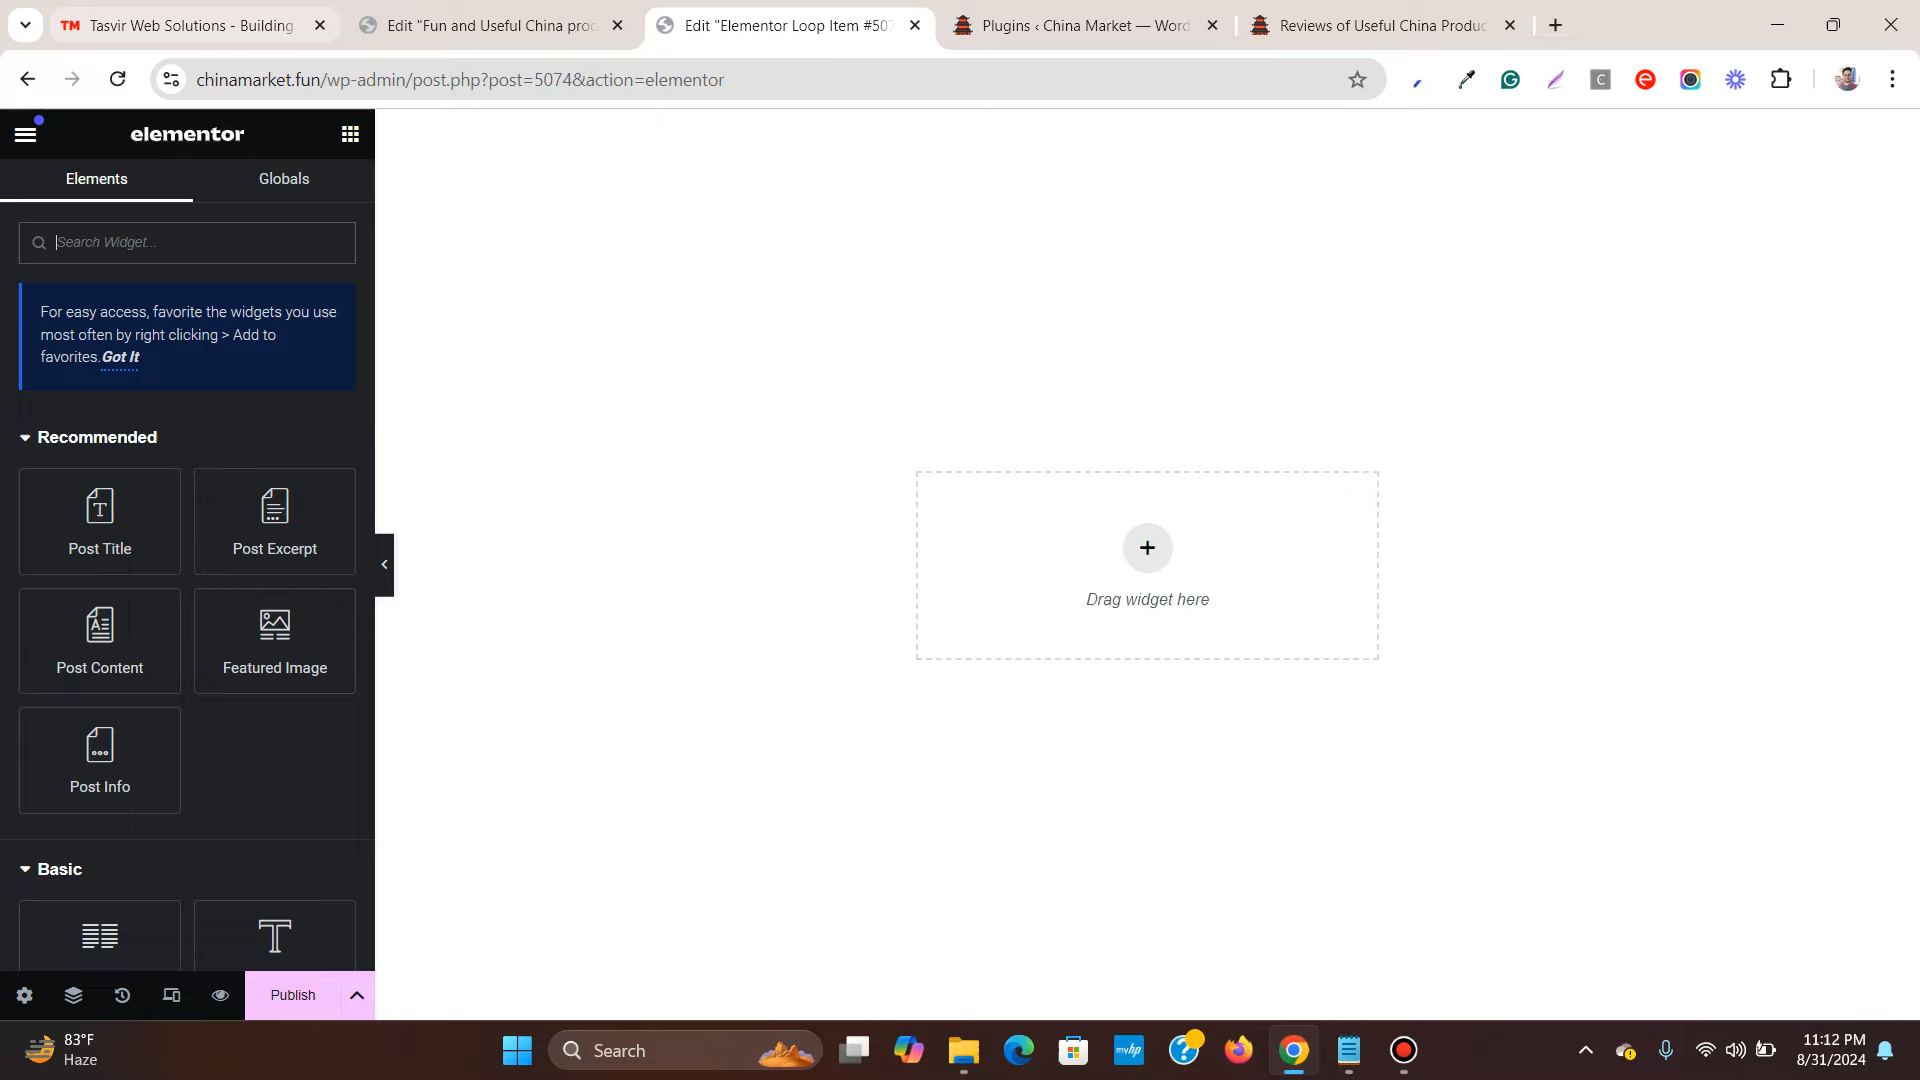 TM Tasvir Web Solutions - Building
Edit "Fun and Useful China proc
Edit "Elementor Loop Item #507
Plugins ‹ China Market — Word
Reviews of Useful China Produc
chinamarket.fun/wp-admin/post.php?post=5074&action=elementor
elementor
Elements
Globals
Search Widget...
For easy access, favorite the widgets you use
most often by right clicking > Add to
favorites. Got It
Recommended
Post Title
Post Excerpt
Post Content
Featured Image
Post Info
Basic
Publish
Drag widget here
83°F
Haze
Search
myhp
11:12 PM
8/31/2024